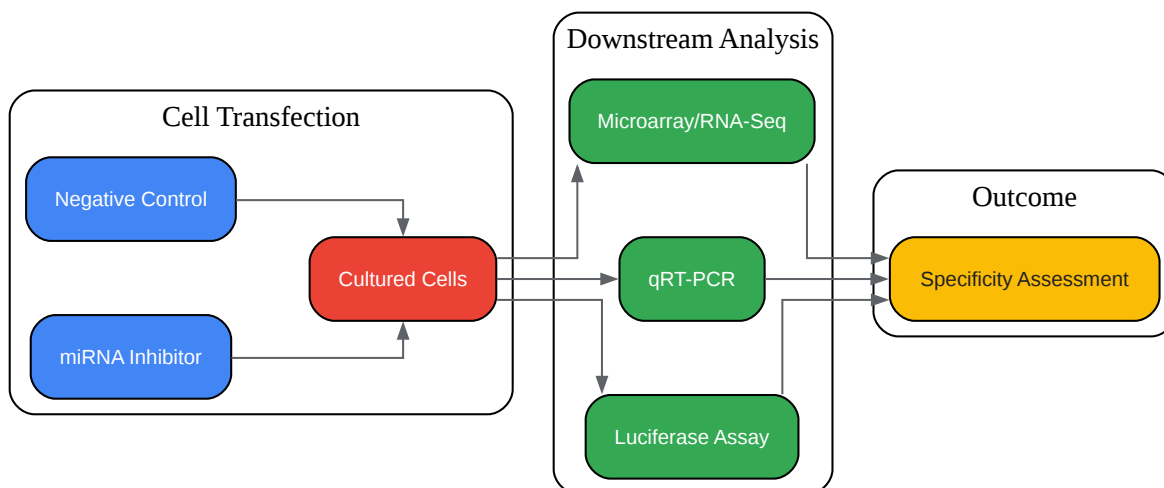 Cell Transfection
Negative Control
miRNA Inhibitor
Cultured Cells
Downstream Analysis
Microarray/RNA-Seq
qRT-PCR
Luciferase Assay
Outcome
Specificity Assessment